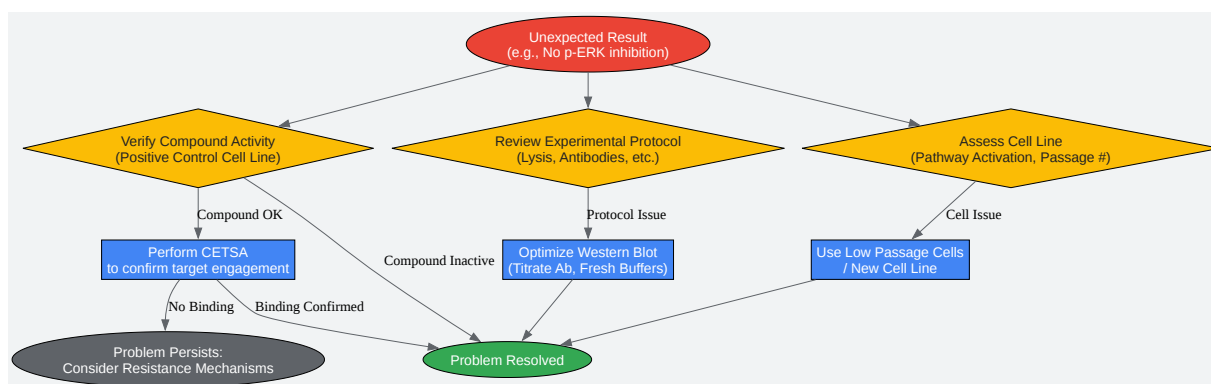 Unexpected Result
(e.g., No p-ERK inhibition)
Verify Compound Activity
(Positive Control Cell Line)
Review Experimental Protocol
(Lysis, Antibodies, etc.)
Assess Cell Line
(Pathway Activation, Passage #)
Compound OK
Protocol Issue
Cell Issue
Perform CETSA
to confirm target engagement
Compound Inactive
Optimize Western Blot
(Titrate Ab, Fresh Buffers)
Use Low Passage Cells
/ New Cell Line
No Binding
Binding Confirmed
Problem Persists:
Consider Resistance Mechanisms
Problem Resolved